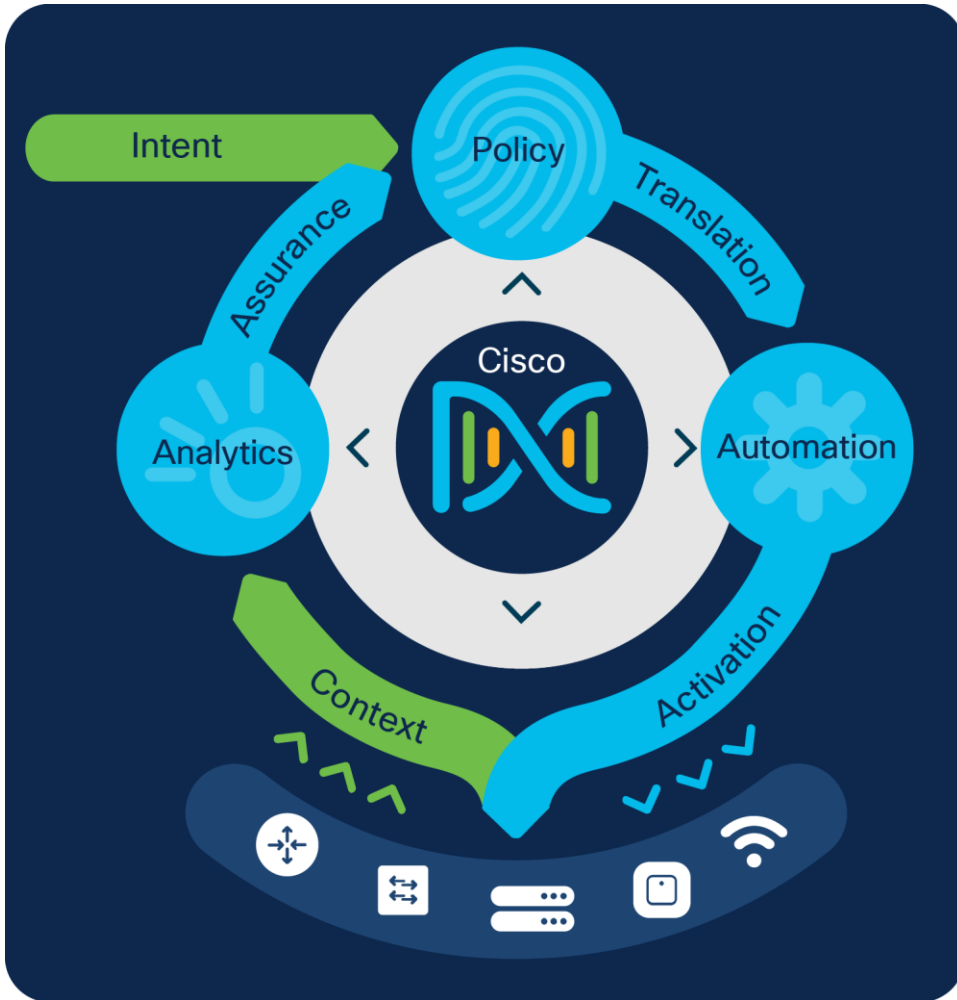 Intent
Policy
Translation
Assurance
Cisco
Analytics
Automation
Context
Activation